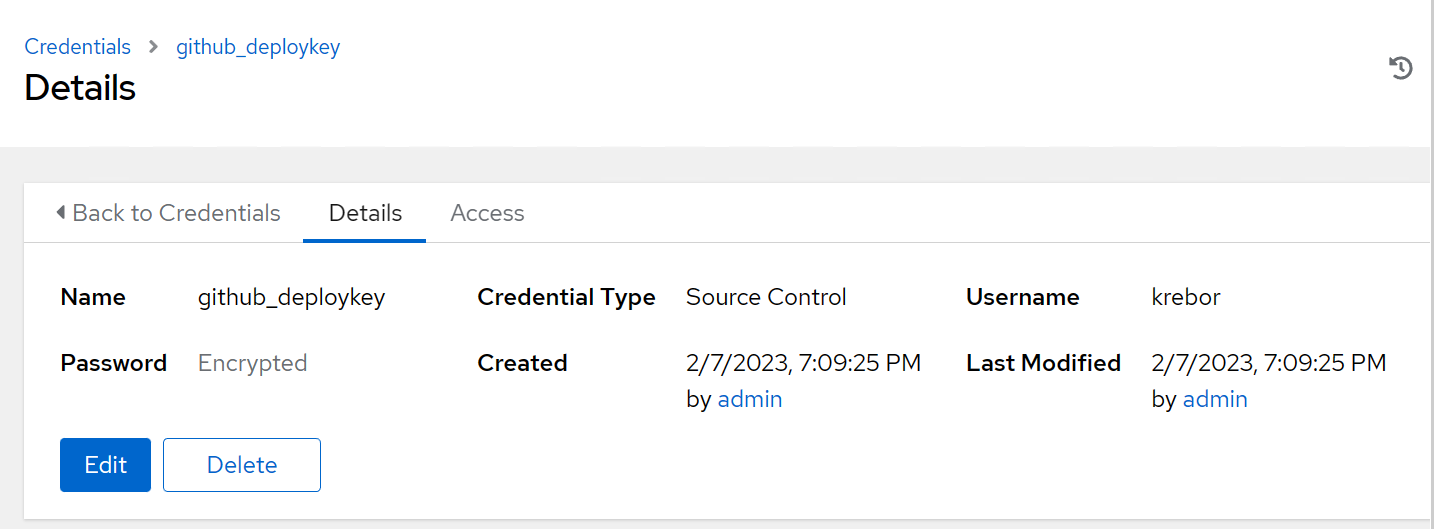 Credentials > github_deploykey
Details
Back to Credentials Details Access
Name github_deploykey Credential Type Source Control Username krebor
Password Encrypted Created 2/7/2023, 7:09:25 PM Last Modified 2/7/2023, 7:09:25 PM
by admin by admin
Edit Delete